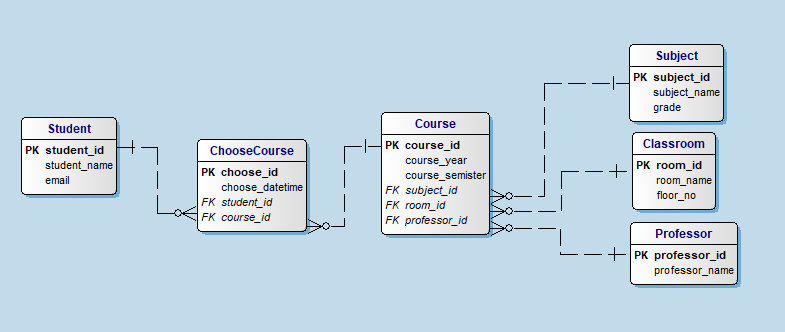 Student
PK student_id
student_name
email
ChooseCourse
PK choose_id
choose_datetime
FK student_id
FK course_id
Course
PK course_id
course_year
course_semister
FK subject_id
FK room_id
FK professor_id
Subject
PK subject_id
subject_name
grade
Classroom
PK room_id
room_name
floor_no
Professor
PK professor_id
professor_name